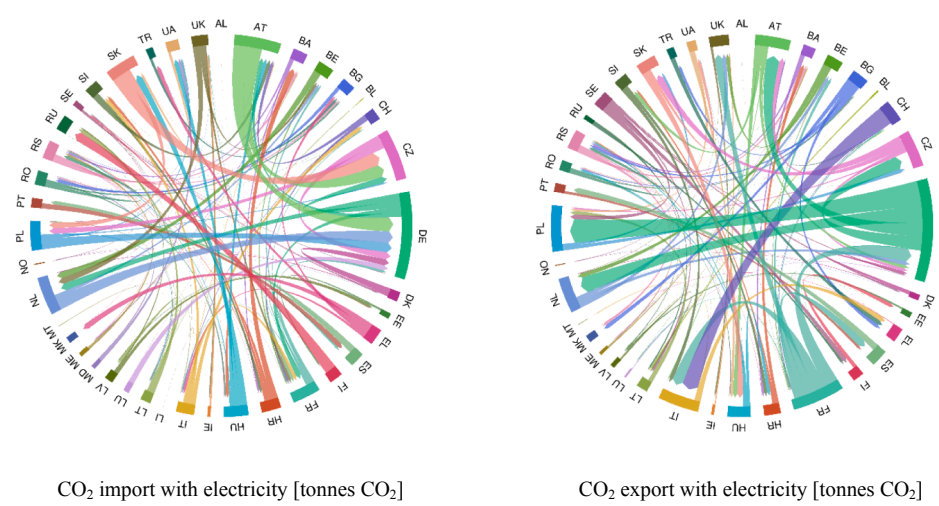 AL
AT
BA
BE
BG
BL
CH
CZ
DE
DK
EE
EL
ES
FI
FR
HR
HU
IE
IT
LI
LT
LU
LV
MD
ME
MK
MT
NL
NO
PL
PT
RO
RS
RU
SE
SI
SK
TR
UA
UK
CO₂ import with electricity [tonnes CO₂]
AL
AT
BA
BE
BG
BL
CH
CZ
DE
DK
EE
EL
ES
FI
FR
HR
HU
IE
IT
LT
LU
LV
ME
MK
MT
NL
NO
PL
PT
RO
RS
RU
SE
SI
SK
TR
UA
UK
CO₂ export with electricity [tonnes CO₂]